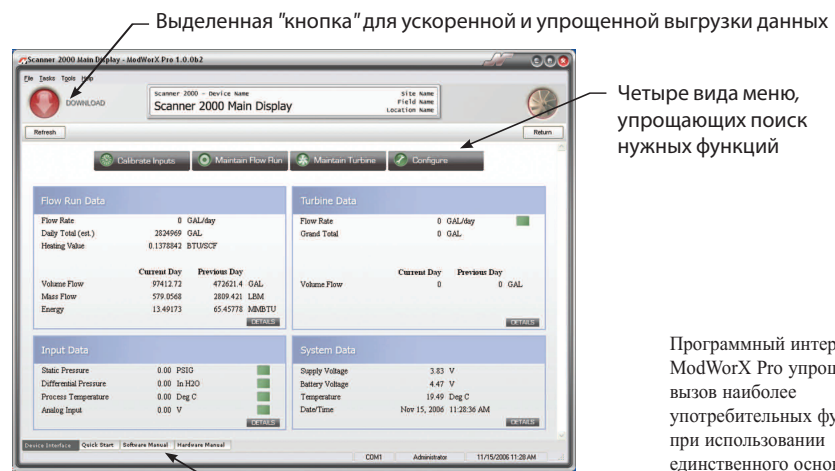 Выделенная "кнопка" для ускоренной и упрощенной выгрузки данных
Scanner 2000 Main Display - ModWorX Pro 1.0.0b2
File Tasks Tools Help
DOWNLOAD
Scanner 2000 - Device Name
Scanner 2000 Main Display
Site Name
Field Name
Location Name
Четыре вида меню,
упрощающих поиск
нужных функций
Refresh
Return
Calibrate Inputs Maintain Flow Run Maintain Turbine Configure
Flow Run Data
Flow Rate 0 GAL/day
Daily Total (est.) 2824969 GAL
Heating Value 0.1378842 BTU/SCF
Current Day Previous Day
Volume Flow 97412.72 472621.4 GAL
Mass Flow 579.0568 2809.421 LBM
Energy 13.49173 65.45778 MMBTU
DETAILS
Turbine Data
Flow Rate 0 GAL/day
Grand Total 0 GAL
Current Day Previous Day
Volume Flow 0 0 GAL
DETAILS
Input Data
Static Pressure 0.00 PSIG
Differential Pressure 0.00 In H2O
Process Temperature 0.00 Deg C
Analog Input 0.00 V
DETAILS
System Data
Supply Voltage 3.83 V
Battery Voltage 4.47 V
Temperature 19.49 Deg C
Date/Time Nov 15, 2006 11:28:36 AM
DETAILS
Device Interface Quick Start Software Manual Hardware Manual
COM1 Administrator 11/15/2006 11:28 AM
Программный интер
ModWorX Pro упрощ
вызов наиболее
употребительных фу
при использовании
единственного основ